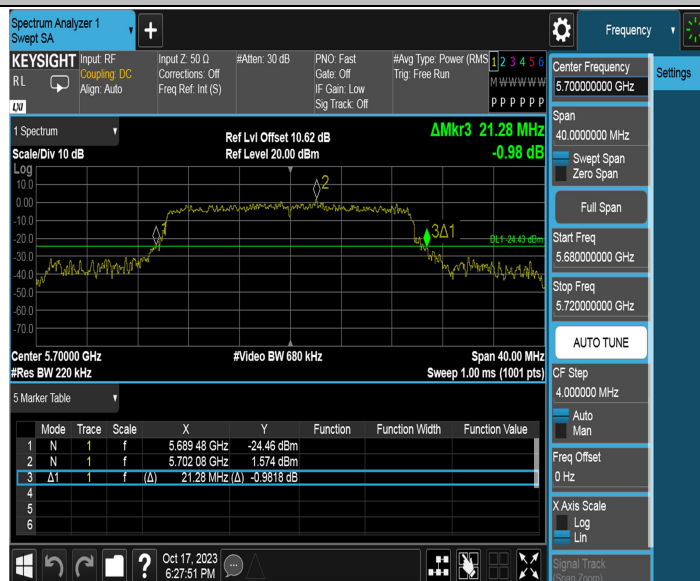 Spectrum Analyzer 1
Swept SA
Frequency
KEYSIGHT
RL
LXI
Input: RF
Coupling: DC
Align: Auto
Input Z: 50 Ω
Corrections: Off
Freq Ref: Int (S)
#Atten: 30 dB
PNO: Fast
Gate: Off
IF Gain: Low
Sig Track: Off
#Avg Type: Power (RMS
Trig: Free Run
1 2 3 4 5 6
M W W W W W
P P P P P P
1 Spectrum
Scale/Div 10 dB
Ref Lvl Offset 10.62 dB
Ref Level 20.00 dBm
ΔMkr3 21.28 MHz
-0.98 dB
Log
10.0
0.00
-10.0
-20.0
-30.0
-40.0
-50.0
-60.0
-70.0
1
2
3Δ1
DL1 -24.43 dBm
Center 5.70000 GHz
#Res BW 220 kHz
#Video BW 680 kHz
Span 40.00 MHz
Sweep 1.00 ms (1001 pts)
5 Marker Table
Mode Trace Scale X Y Function Function Width Function Value
1 N 1 f 5.689 48 GHz -24.46 dBm
2 N 1 f 5.702 08 GHz 1.574 dBm
3 Δ1 1 f (Δ) 21.28 MHz (Δ) -0.9818 dB
4
5
6
?
Oct 17, 2023
6:27:51 PM
Settings
Center Frequency
5.700000000 GHz
Span
40.0000000 MHz
Swept Span
Zero Span
Full Span
Start Freq
5.680000000 GHz
Stop Freq
5.720000000 GHz
AUTO TUNE
CF Step
4.000000 MHz
Auto
Man
Freq Offset
0 Hz
X Axis Scale
Log
Lin
Signal Track
(Span Zoom)